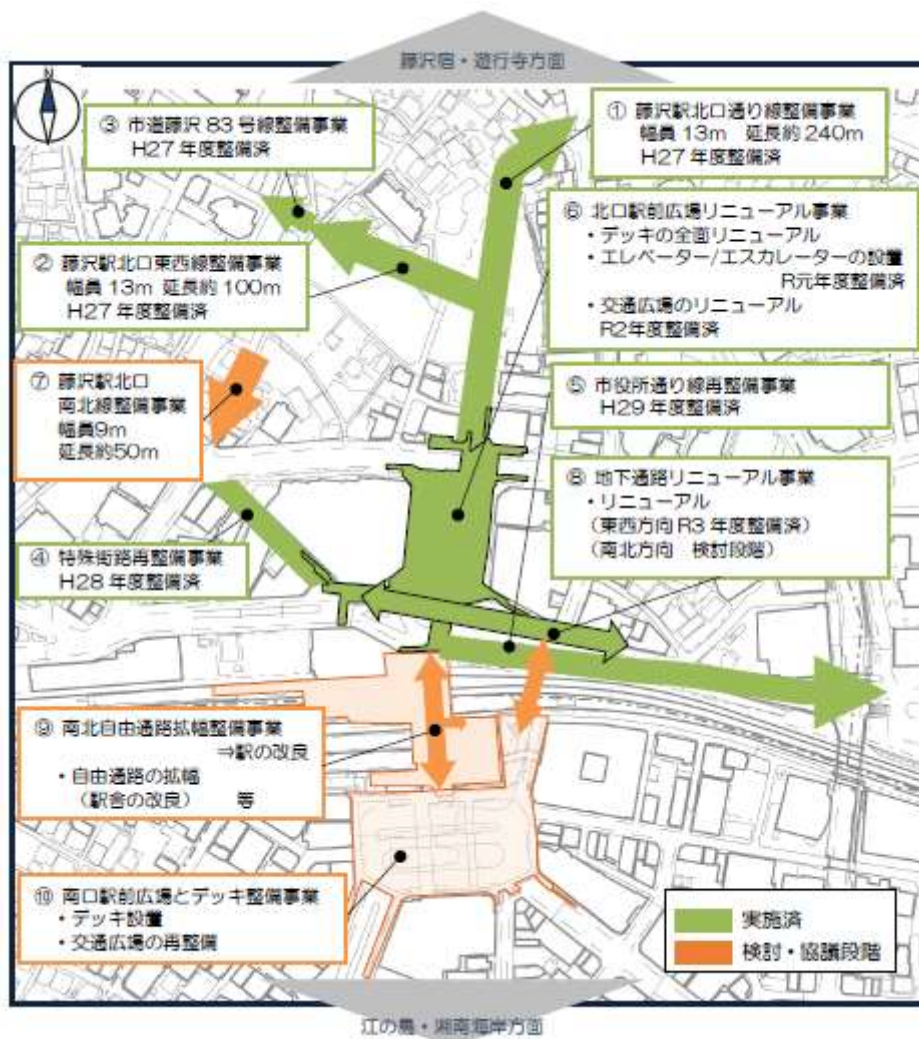 藤沢宿・遊行寺方面
N
③ 市道藤沢83号線整備事業
H27年度整備済
① 藤沢駅北口通り線整備事業
幅員13m 延長約240m
H27年度整備済
② 藤沢駅北口東西線整備事業
幅員13m 延長約100m
H27年度整備済
⑥ 北口駅前広場リニューアル事業
・デッキの全面リニューアル
・エレベーター/エスカレーターの設置
R元年度整備済
・交通広場のリニューアル
R2年度整備済
⑦ 藤沢駅北口
南北線整備事業
幅員9m
延長約50m
⑤ 市役所通り線再整備事業
H29年度整備済
④ 特殊街路再整備事業
H28年度整備済
⑧ 地下通路リニューアル事業
・リニューアル
(東西方向R3年度整備済)
(南北方向 検討段階)
⑨ 南北自由通路拡幅整備事業
⇒駅の改良
・自由通路の拡幅
(駅舎の改良) 等
⑩ 南口駅前広場とデッキ整備事業
・デッキ設置
・交通広場の再整備
実施済
検討・協議段階
江の島・湘南海岸方面